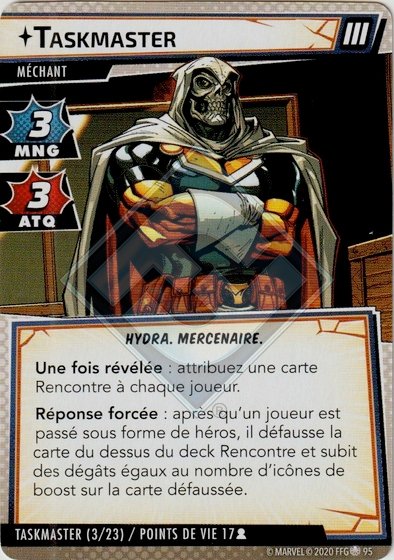 TASKMASTER
III
MÉCHANT
3
MNG
3
ATQ
HYDRA. MERCENAIRE.
Une fois révélée : attribuez une carte
Rencontre à chaque joueur.
Réponse forcée : après qu'un joueur est
passé sous forme de héros, il défausse la
carte du dessus du deck Rencontre et subit
des dégâts égaux au nombre d'icônes de
boost sur la carte défaussée.
TASKMASTER (3/23) / POINTS DE VIE 17
© MARVEL © 2020 FFG 95